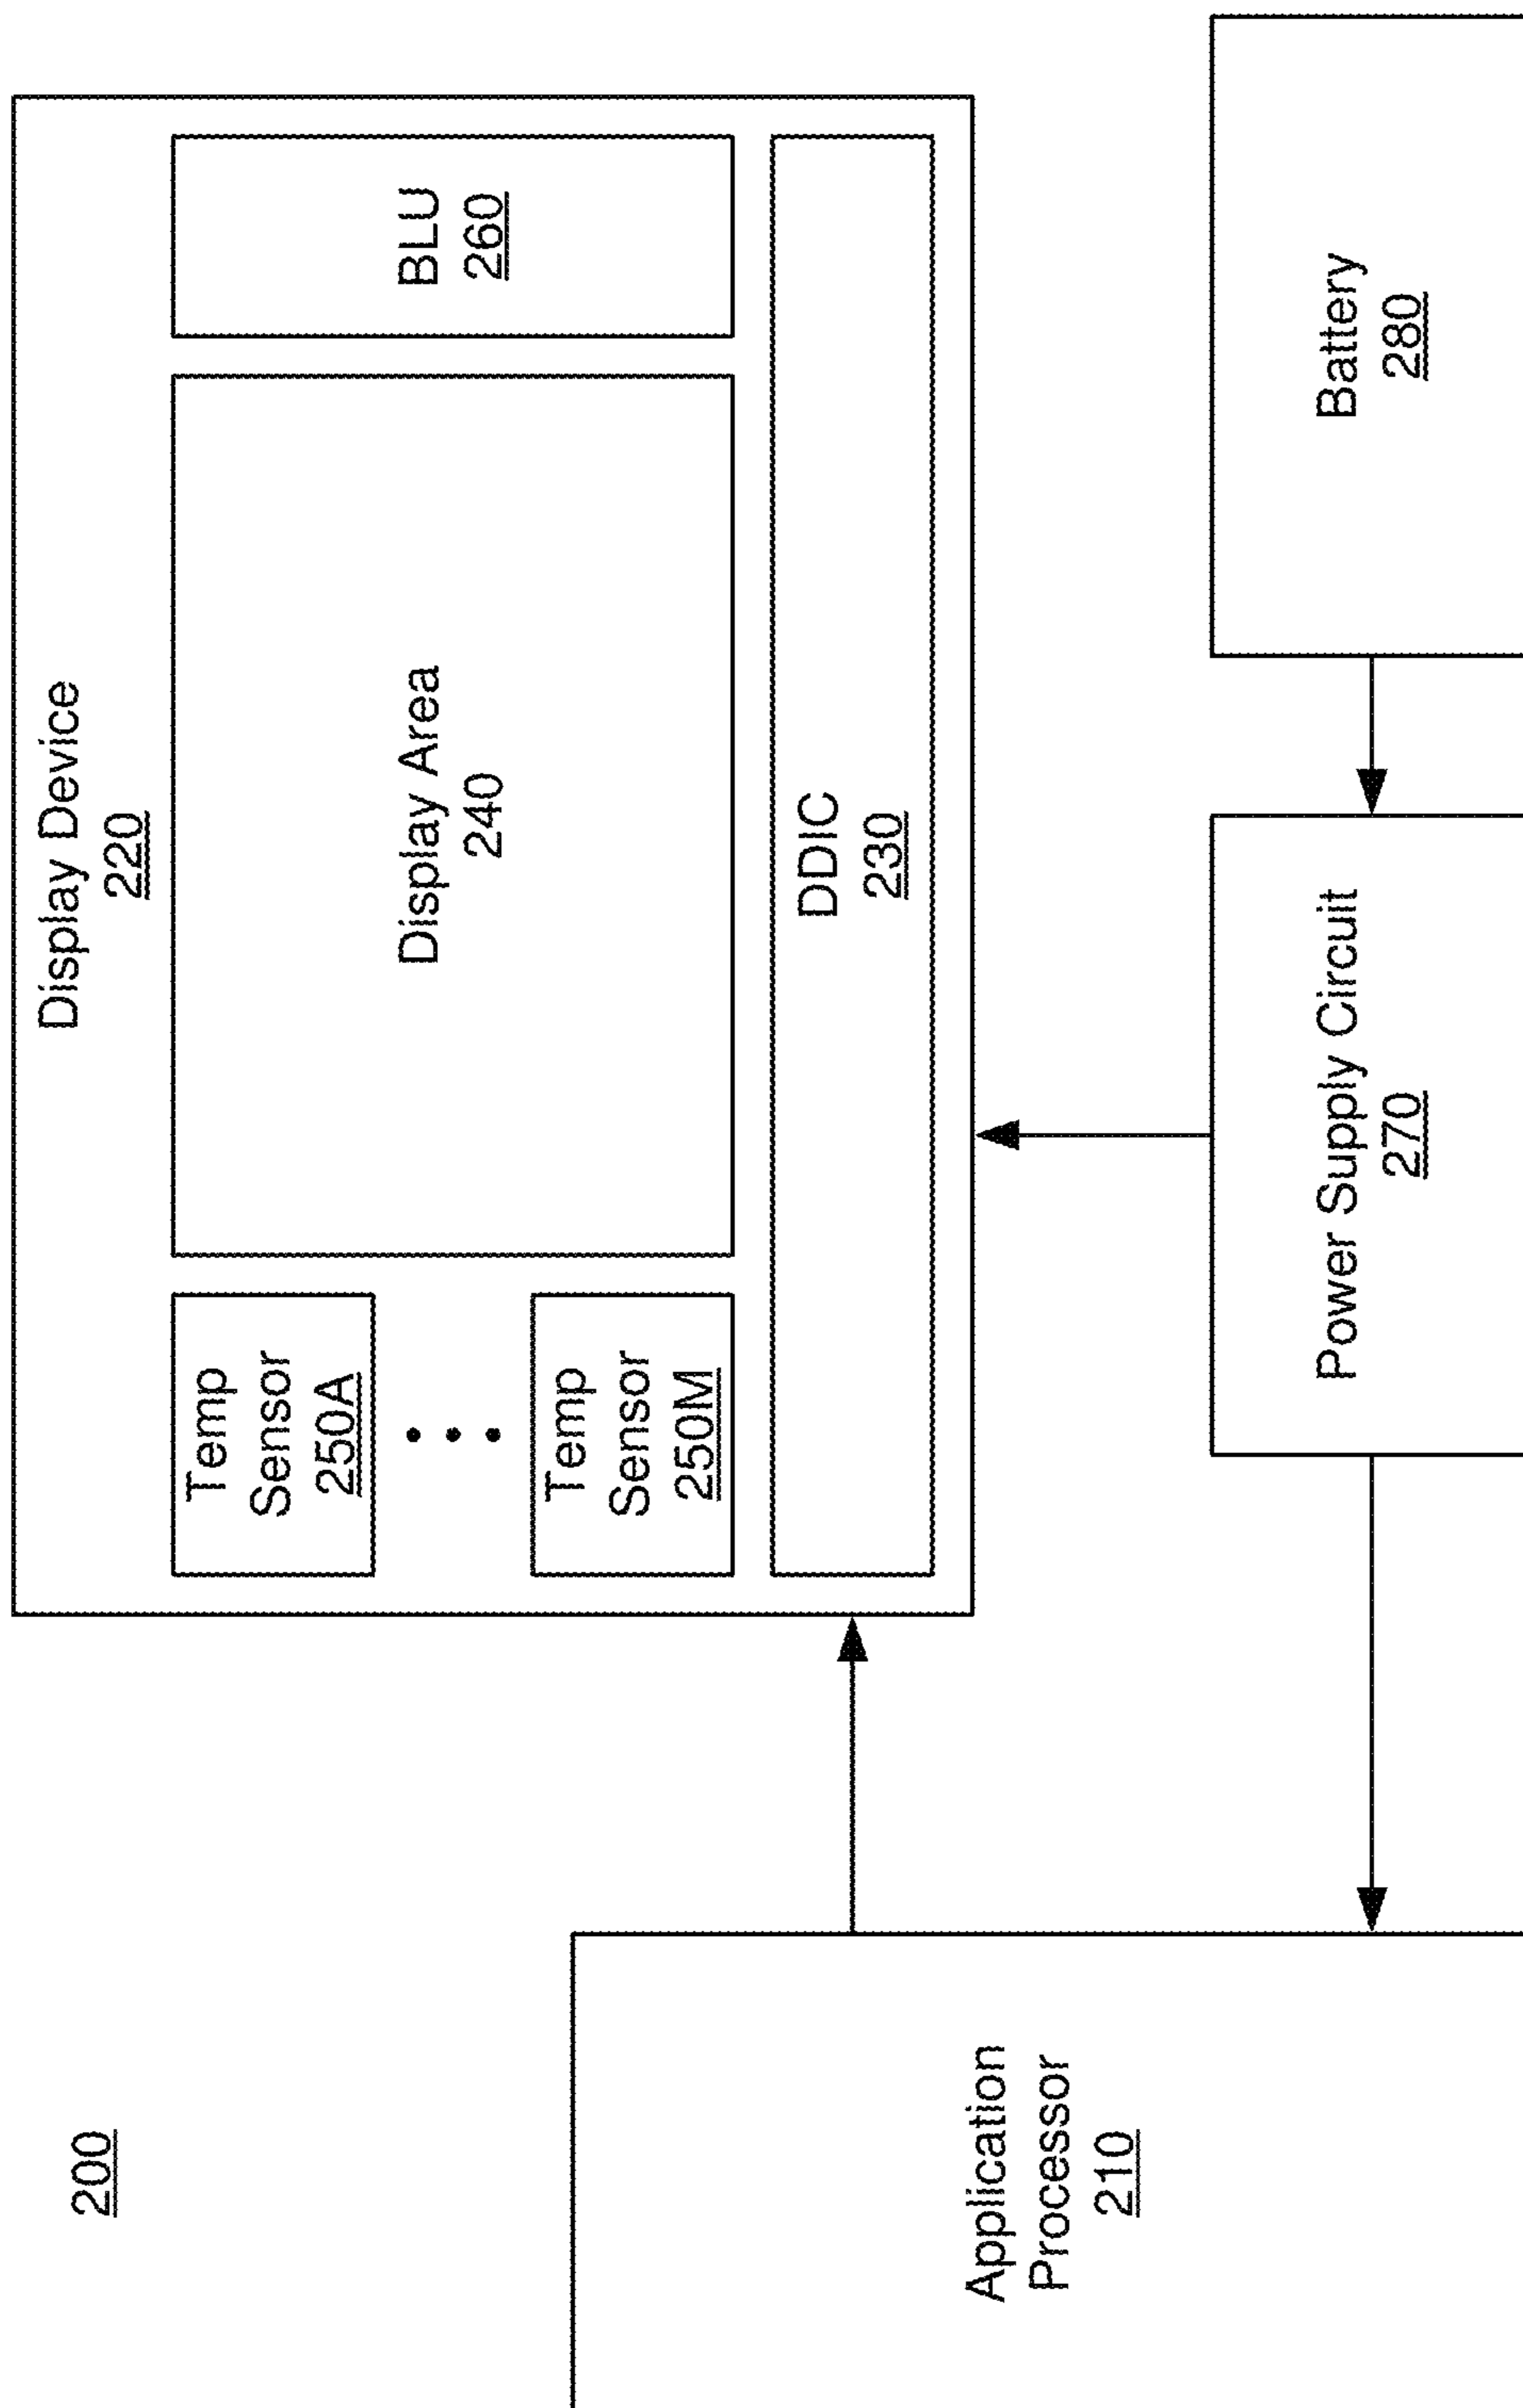 200
Display Device
220
Temp
Sensor
250A
Temp
Sensor
250M
Display Area
240
BLU
260
DDIC
230
Application
Processor
210
Power Supply Circuit
270
Battery
280